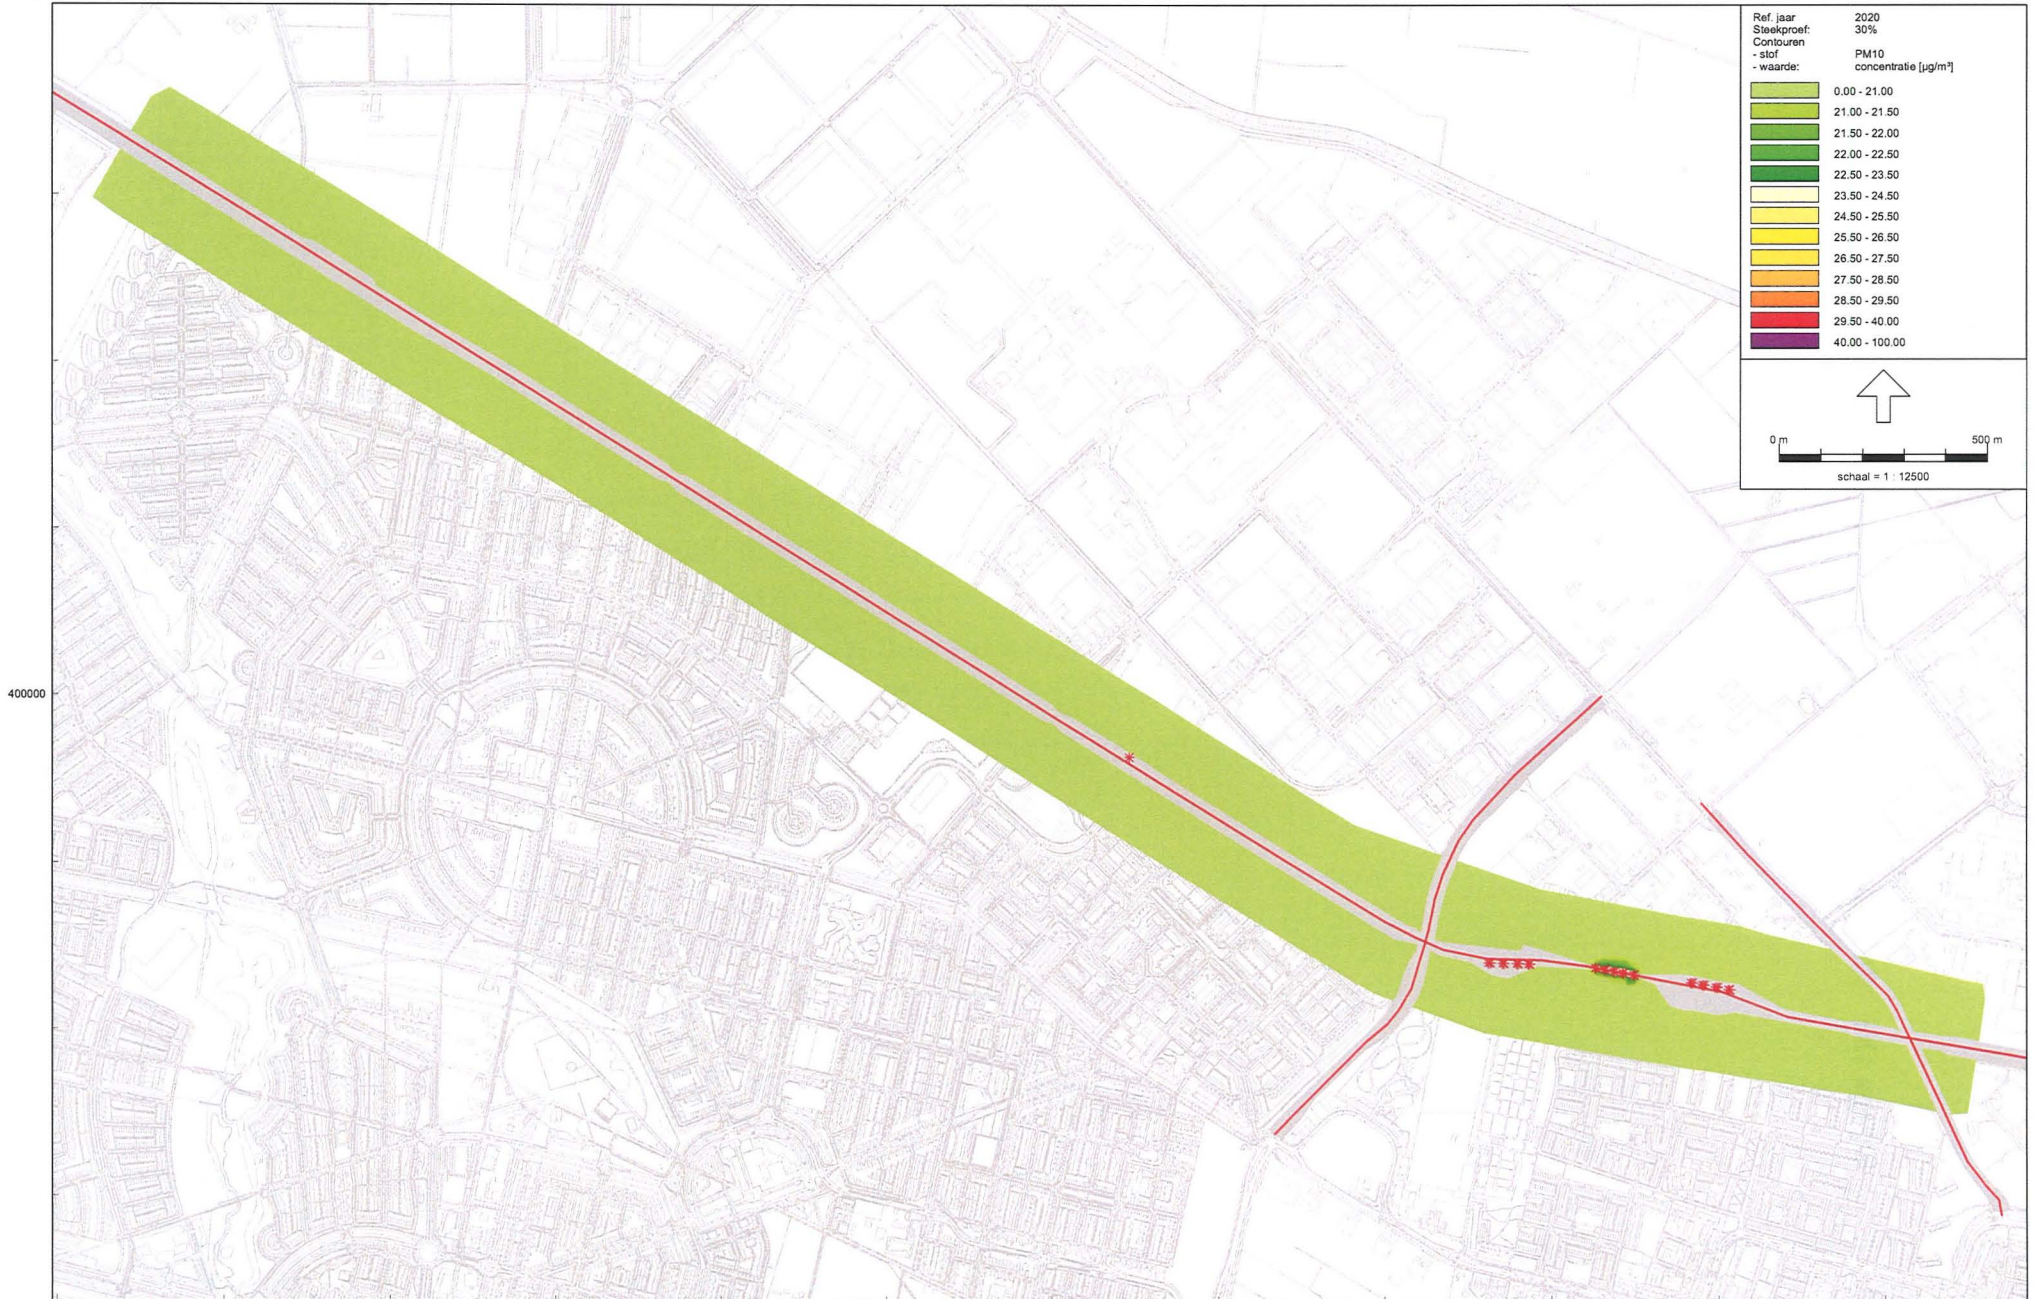 Ref. jaar 2020
Steekproef: 30%
Contouren
- stof PM10
- waarde: concentratie [µg/m³]
0.00 - 21.00
21.00 - 21.50
21.50 - 22.00
22.00 - 22.50
22.50 - 23.50
23.50 - 24.50
24.50 - 25.50
25.50 - 26.50
26.50 - 27.50
27.50 - 28.50
28.50 - 29.50
29.50 - 40.00
40.00 - 100.00
0 m 500 m
schaal = 1 : 12500
400000